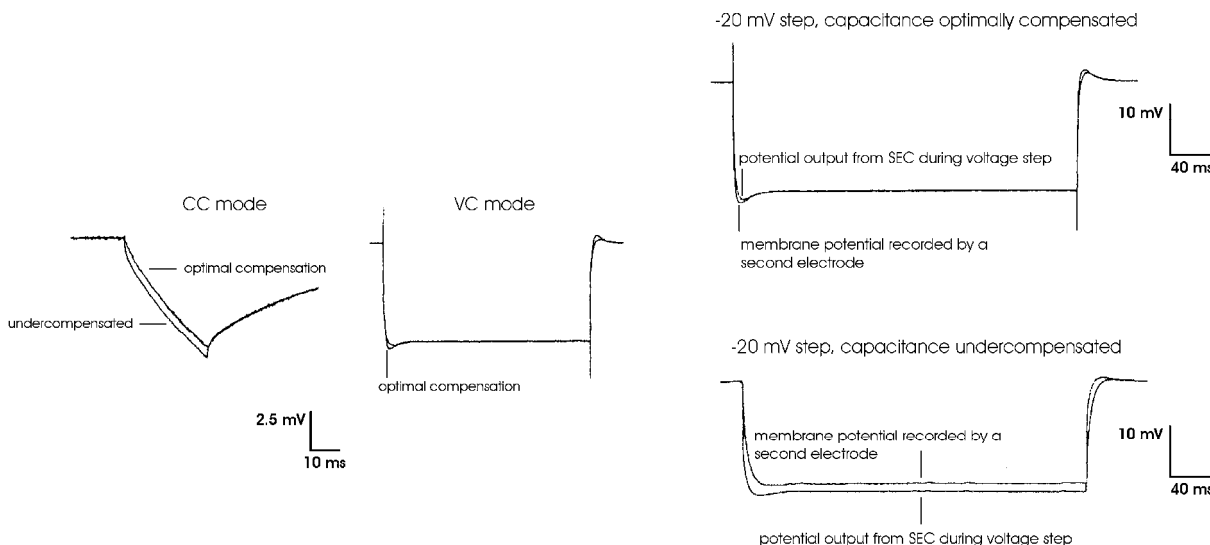 CC mode
optimal compensation
undercompensated
2.5 mV
10 ms
VC mode
optimal compensation
-20 mV step, capacitance optimally compensated
10 mV
40 ms
potential output from SEC during voltage step
membrane potential recorded by a
second electrode
-20 mV step, capacitance undercompensated
membrane potential recorded by a
second electrode
10 mV
40 ms
potential output from SEC during voltage step